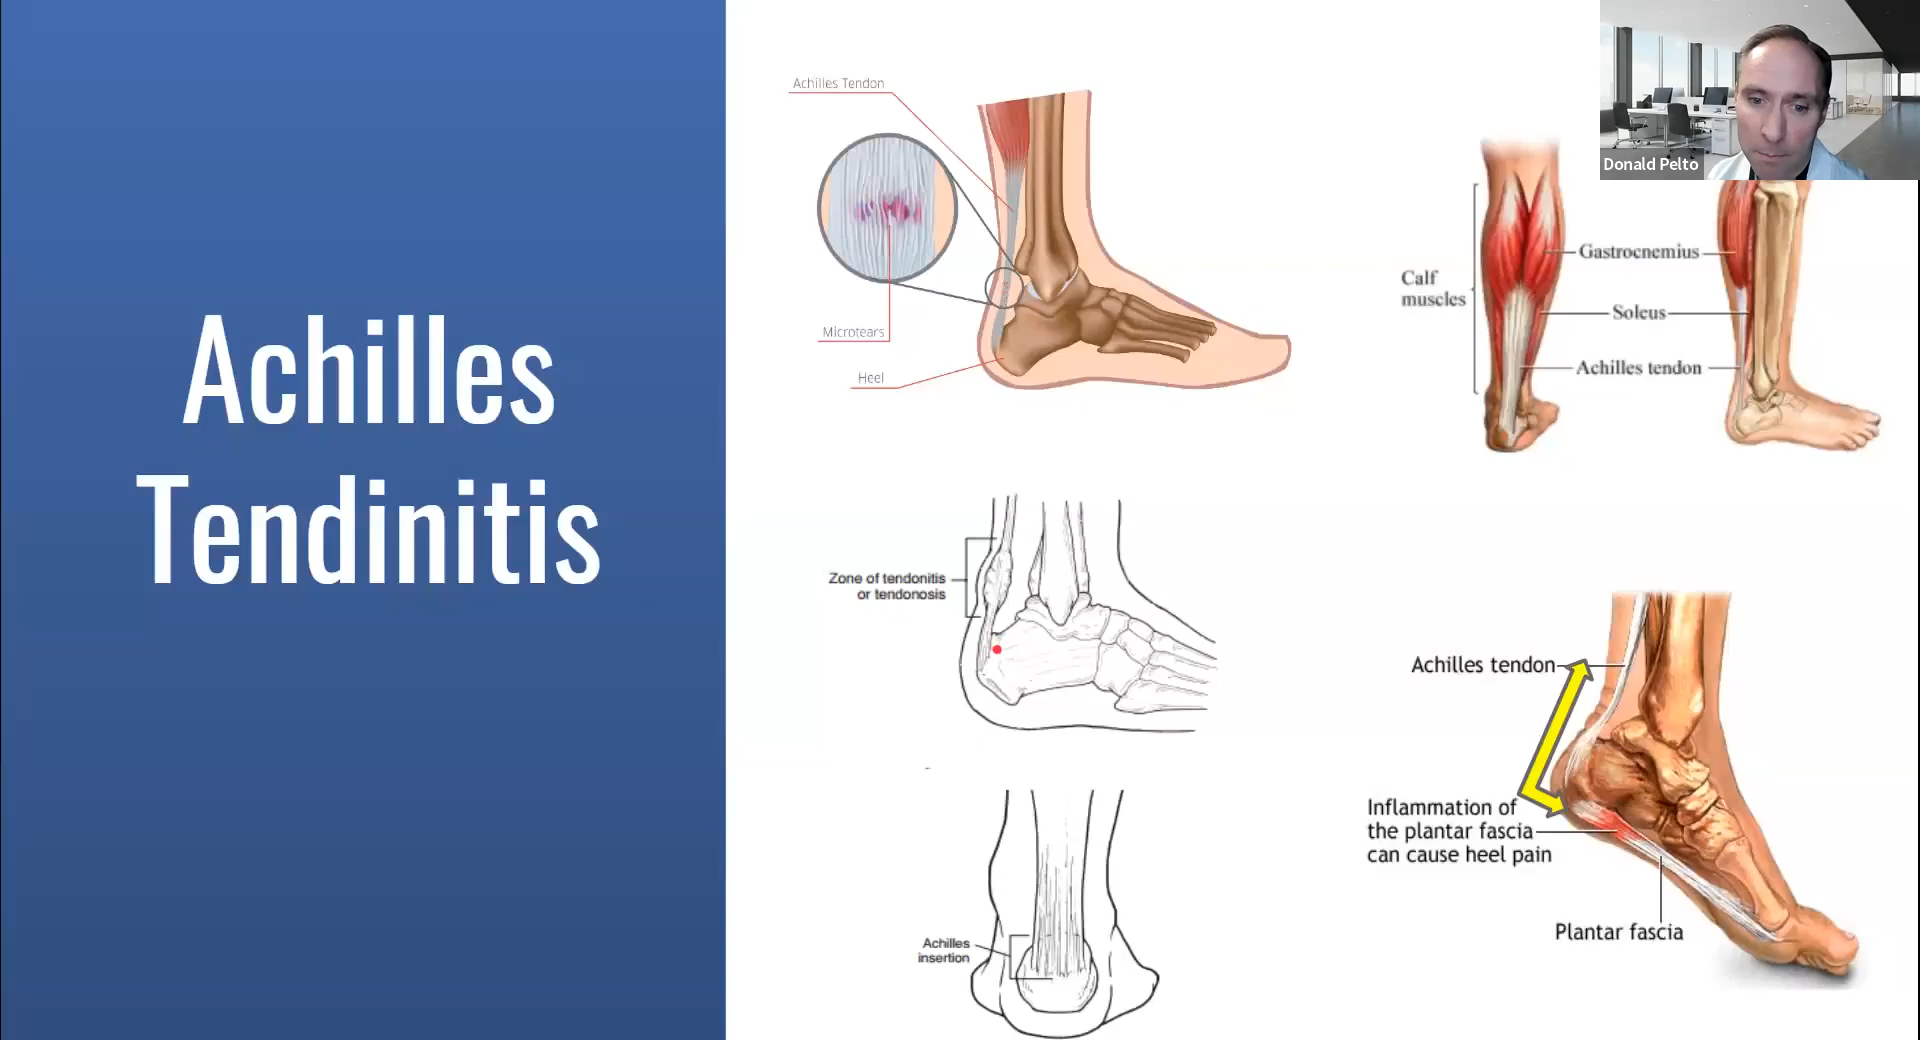 Achilles
Tendinitis
Achilles Tendon
Microtears
Heel
Donald Pelto
Calf
muscles
Gastrocnemius
Soleus
Achilles tendon
Zone of tendonitis
or tendonosis
Achilles tendon
Inflammation of
the plantar fascia
can cause heel pain
Plantar fascia
Achilles
insertion